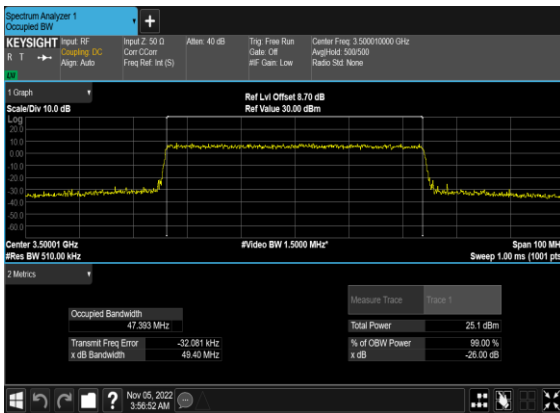 Spectrum Analyzer 1
Occupied BW
+
KEYSIGHT Input: RF Input Z: 50 Ω Atten: 40 dB Trig: Free Run Center Freq: 3.500010000 GHz
R T Coupling: DC Corr CCorr Gate: Off Avg|Hold: 500/500
Align: Auto Freq Ref: Int (S) #IF Gain: Low Radio Std: None
LV
1 Graph
Ref Lvl Offset 8.70 dB
Scale/Div 10.0 dB Ref Value 30.00 dBm
Log
20.0
10.0
0.00
-10.0
-20.0
-30.0
-40.0
-50.0
-60.0
Center 3.50001 GHz #Video BW 1.5000 MHz* Span 100 MH
#Res BW 510.00 kHz Sweep 1.00 ms (1001 pts
2 Metrics
Measure Trace Trace 1
Occupied Bandwidth
47.393 MHz Total Power 25.1 dBm
Transmit Freq Error -32.081 kHz % of OBW Power 99.00 %
x dB Bandwidth 49.40 MHz x dB -26.00 dB
? Nov 05, 2022
3:56:52 AM